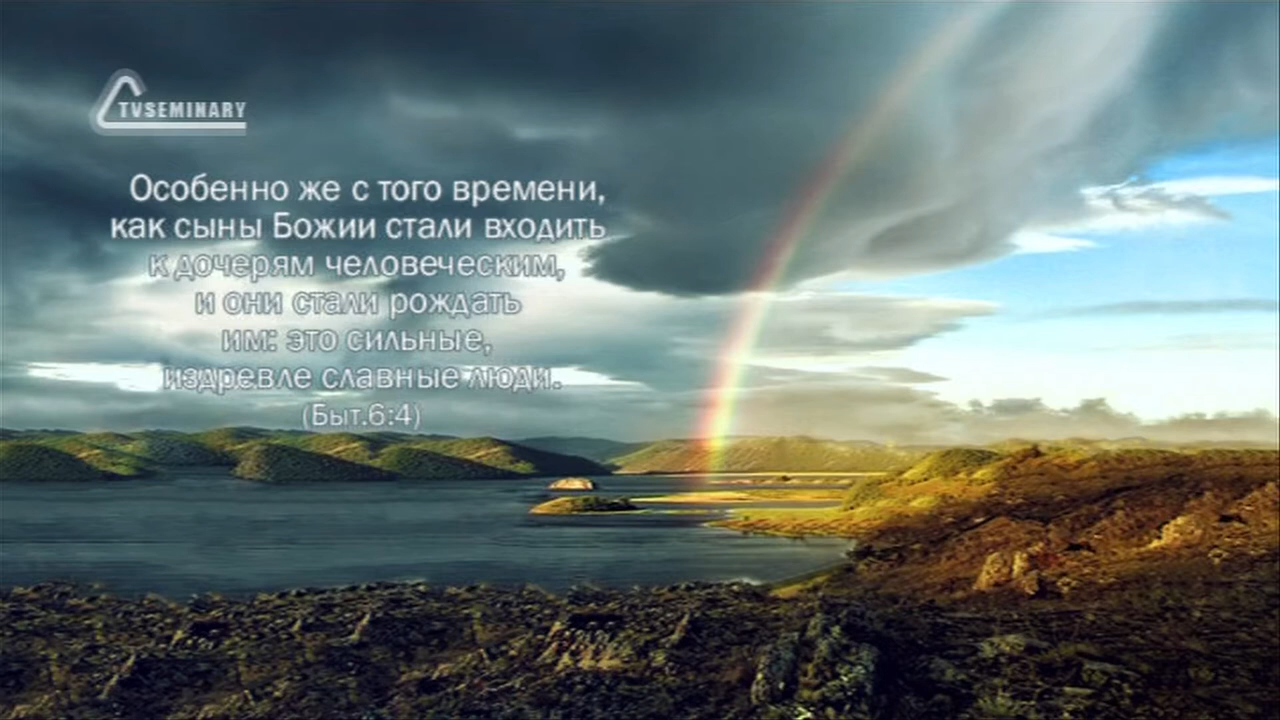 TVSEMINARY
Особенно же с того времени,
как сыны Божии стали входить
к дочерям человеческим,
и они стали рождать
им: это сильные,
издревле славные люди.
(Быт.6:4)